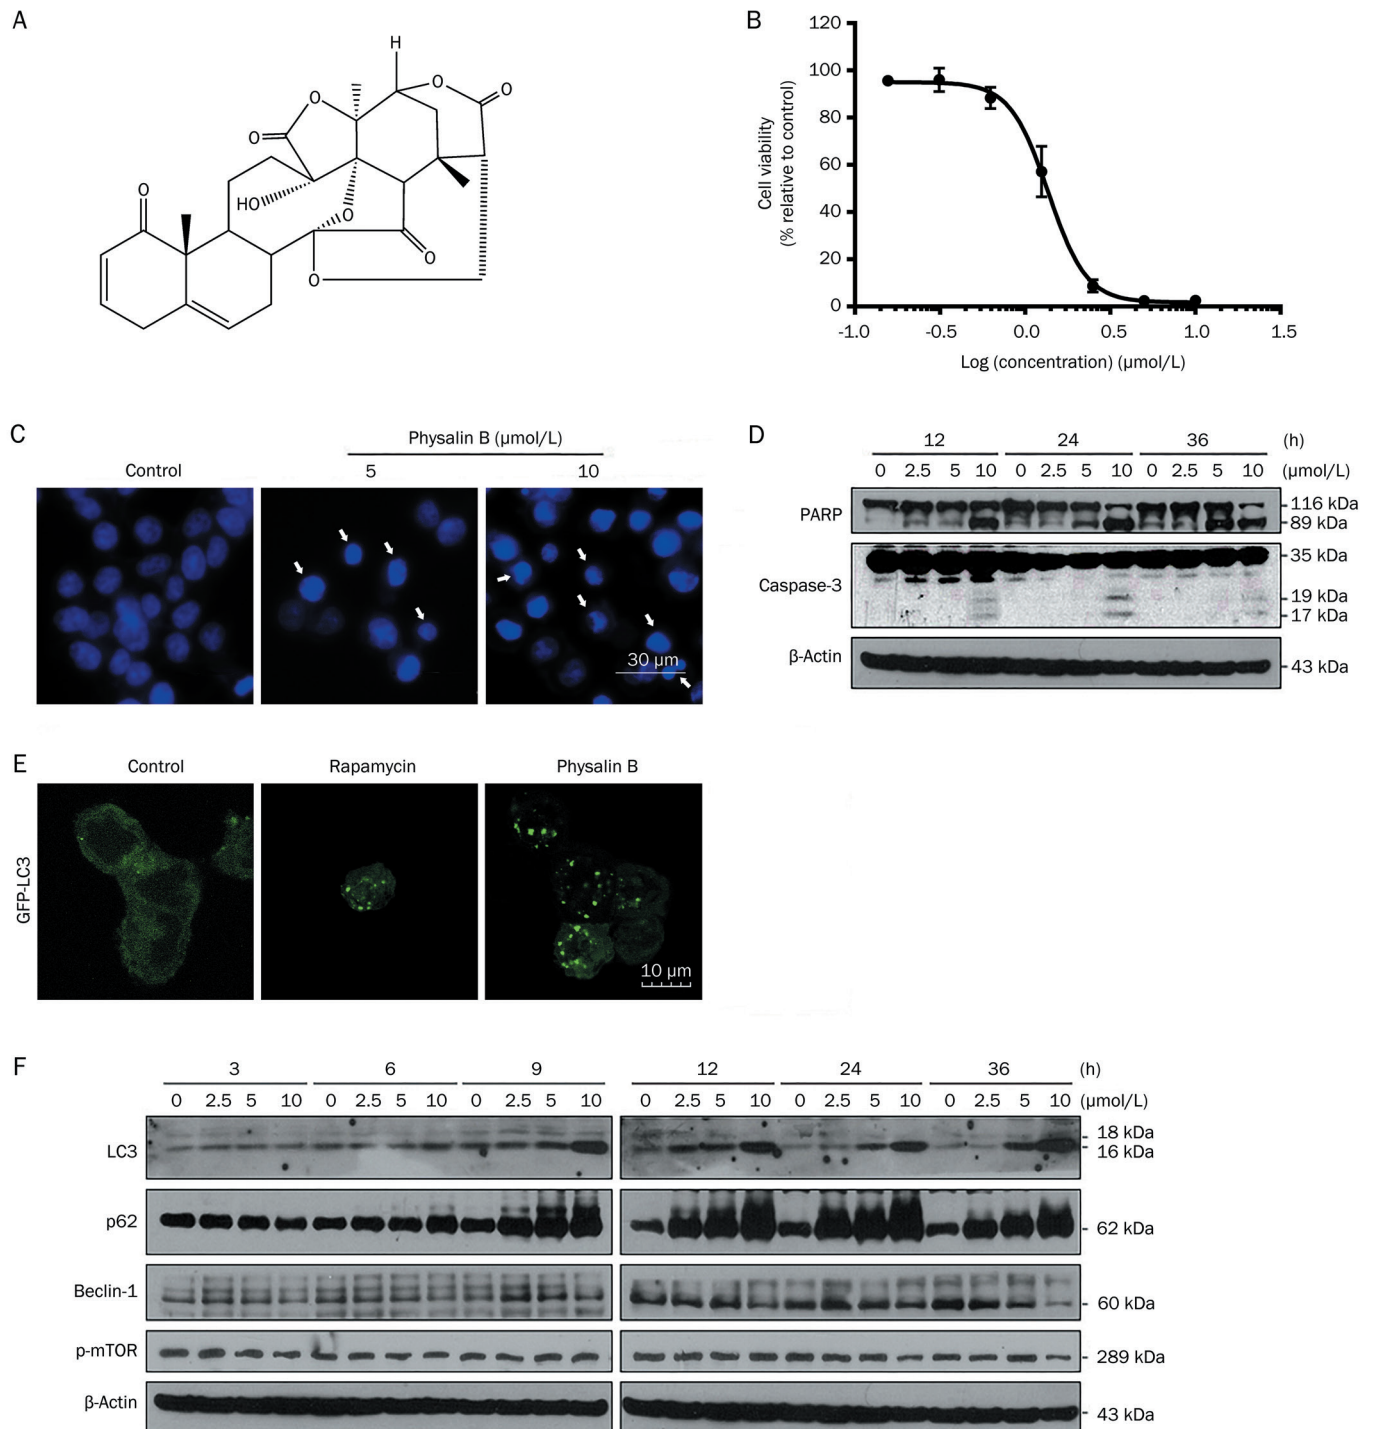 A
H
O
O
O
O
O
HO
O
O
O
B
120
100
80
60
40
20
0
Cell viability
(% relative to control)
-1.0 -0.5 0.0 0.5 1.0 1.5
Log (concentration) (µmol/L)
C
Physalin B (µmol/L)
Control 5 10
30 µm
D
12 24 36 (h)
0 2.5 5 10 0 2.5 5 10 0 2.5 5 10 (µmol/L)
PARP
116 kDa
89 kDa
Caspase-3
35 kDa
19 kDa
17 kDa
β-Actin
43 kDa
E
Control Rapamycin Physalin B
GFP-LC3
10 µm
F
3 6 9 12 24 36 (h)
0 2.5 5 10 0 2.5 5 10 0 2.5 5 10 0 2.5 5 10 0 2.5 5 10 0 2.5 5 10 (µmol/L)
LC3
18 kDa
16 kDa
p62
62 kDa
Beclin-1
60 kDa
p-mTOR
289 kDa
β-Actin
43 kDa